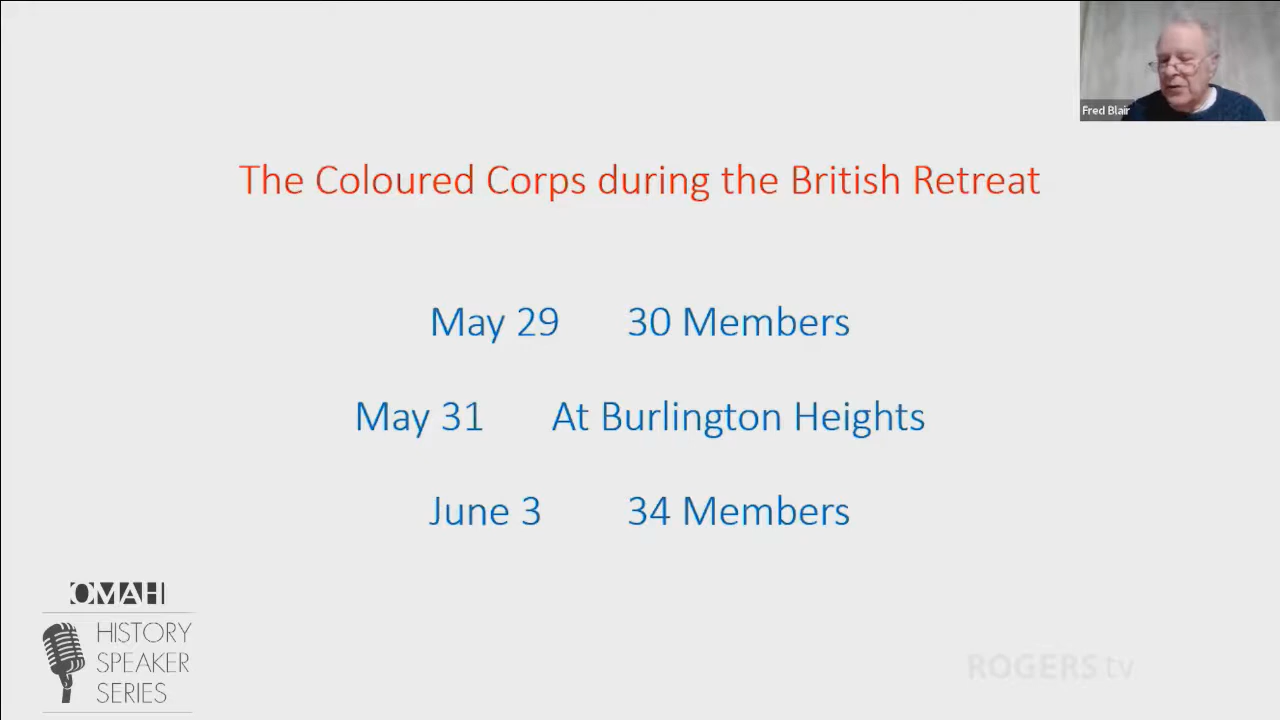 Fred Blair
The Coloured Corps during the British Retreat
May 29 30 Members
May 31 At Burlington Heights
June 3 34 Members
OMAH
HISTORY
SPEAKER
SERIES
ROGERS tv